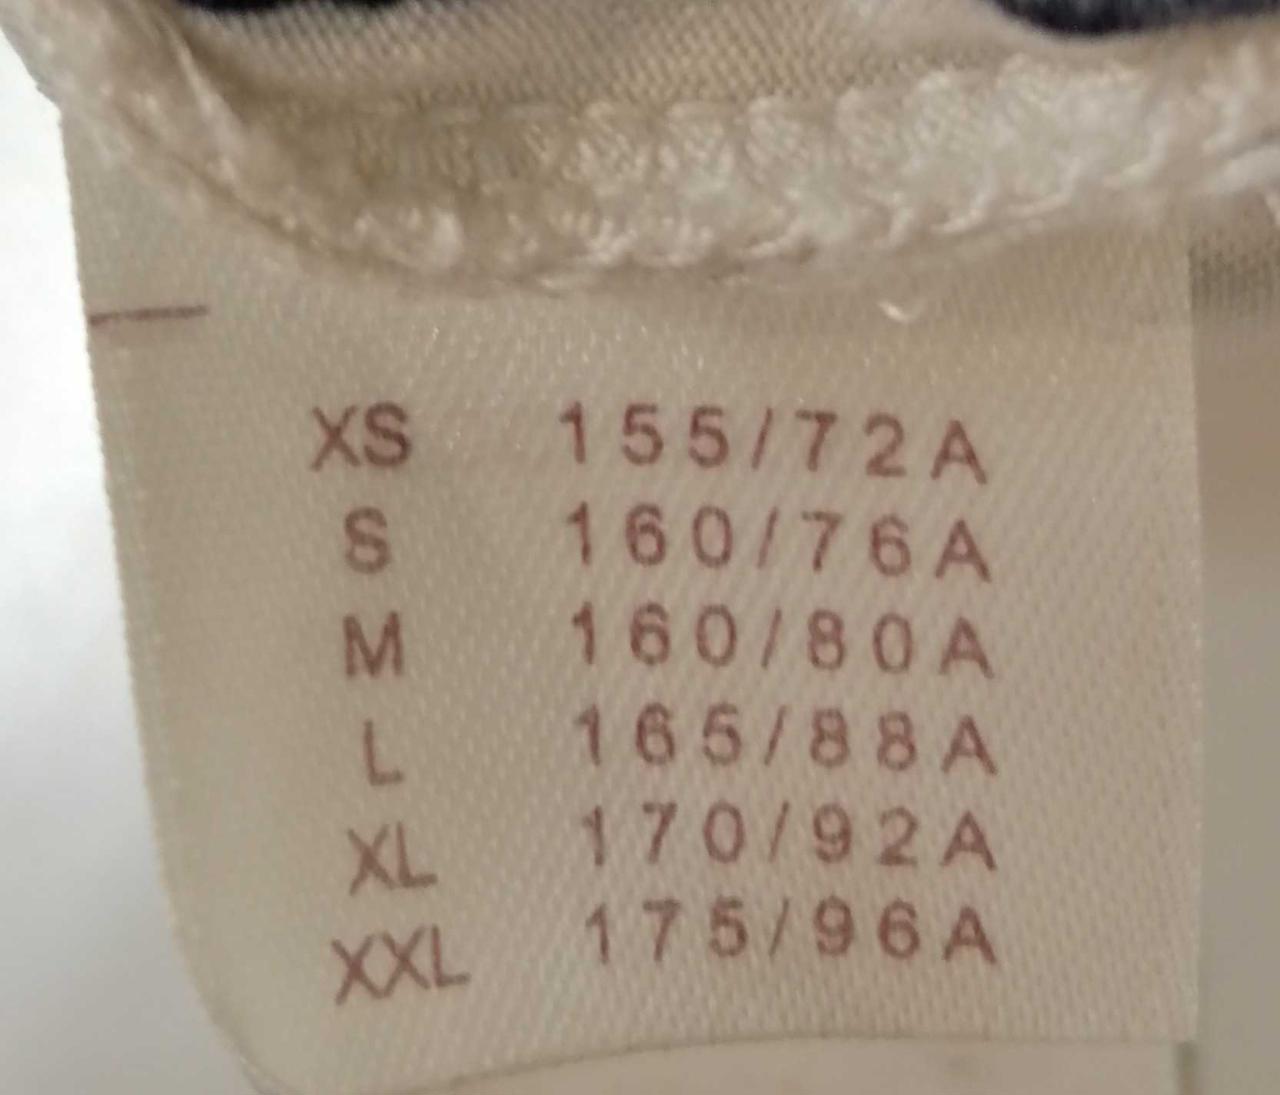 XS 155/72A
S 160/76A
M 160/80A
L 165/88A
XL 170/92A
XXL 175/96A